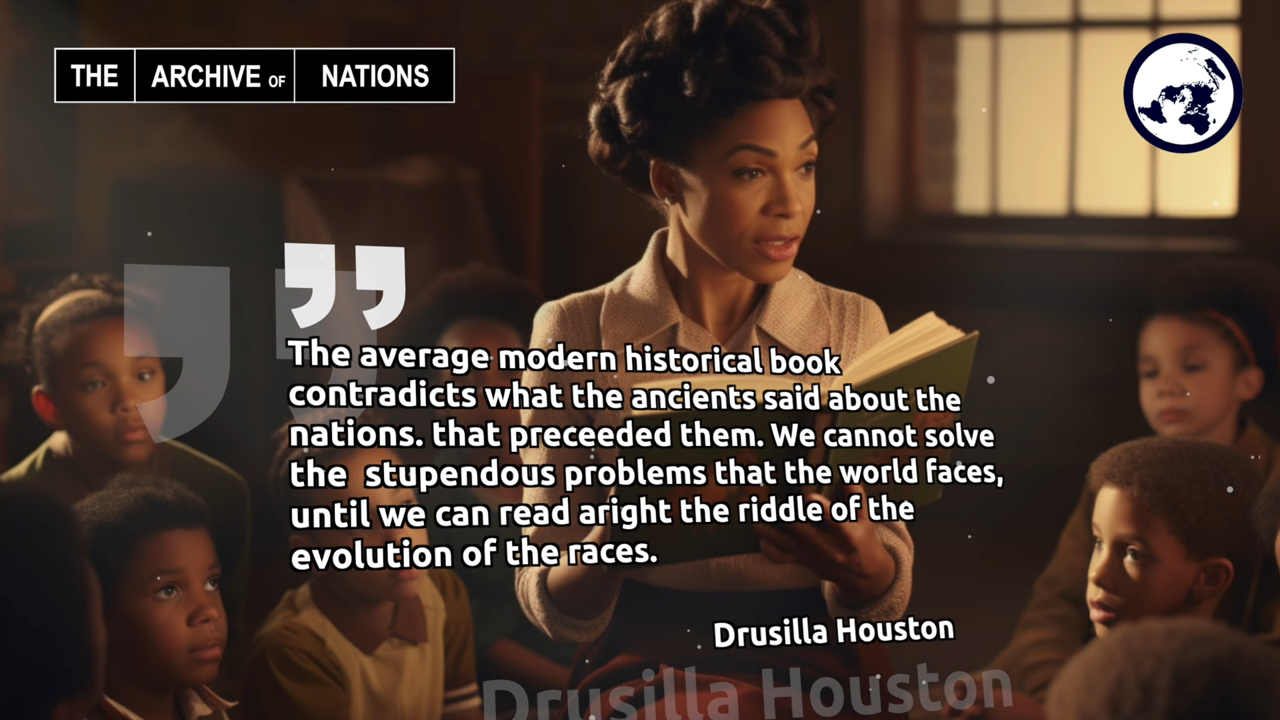 THE ARCHIVE OF NATIONS
The average modern historical book
contradicts what the ancients said about the
nations. that preceeded them. We cannot solve
the stupendous problems that the world faces,
until we can read aright the riddle of the
evolution of the races.
Drusilla Houston
Drusilla Houston